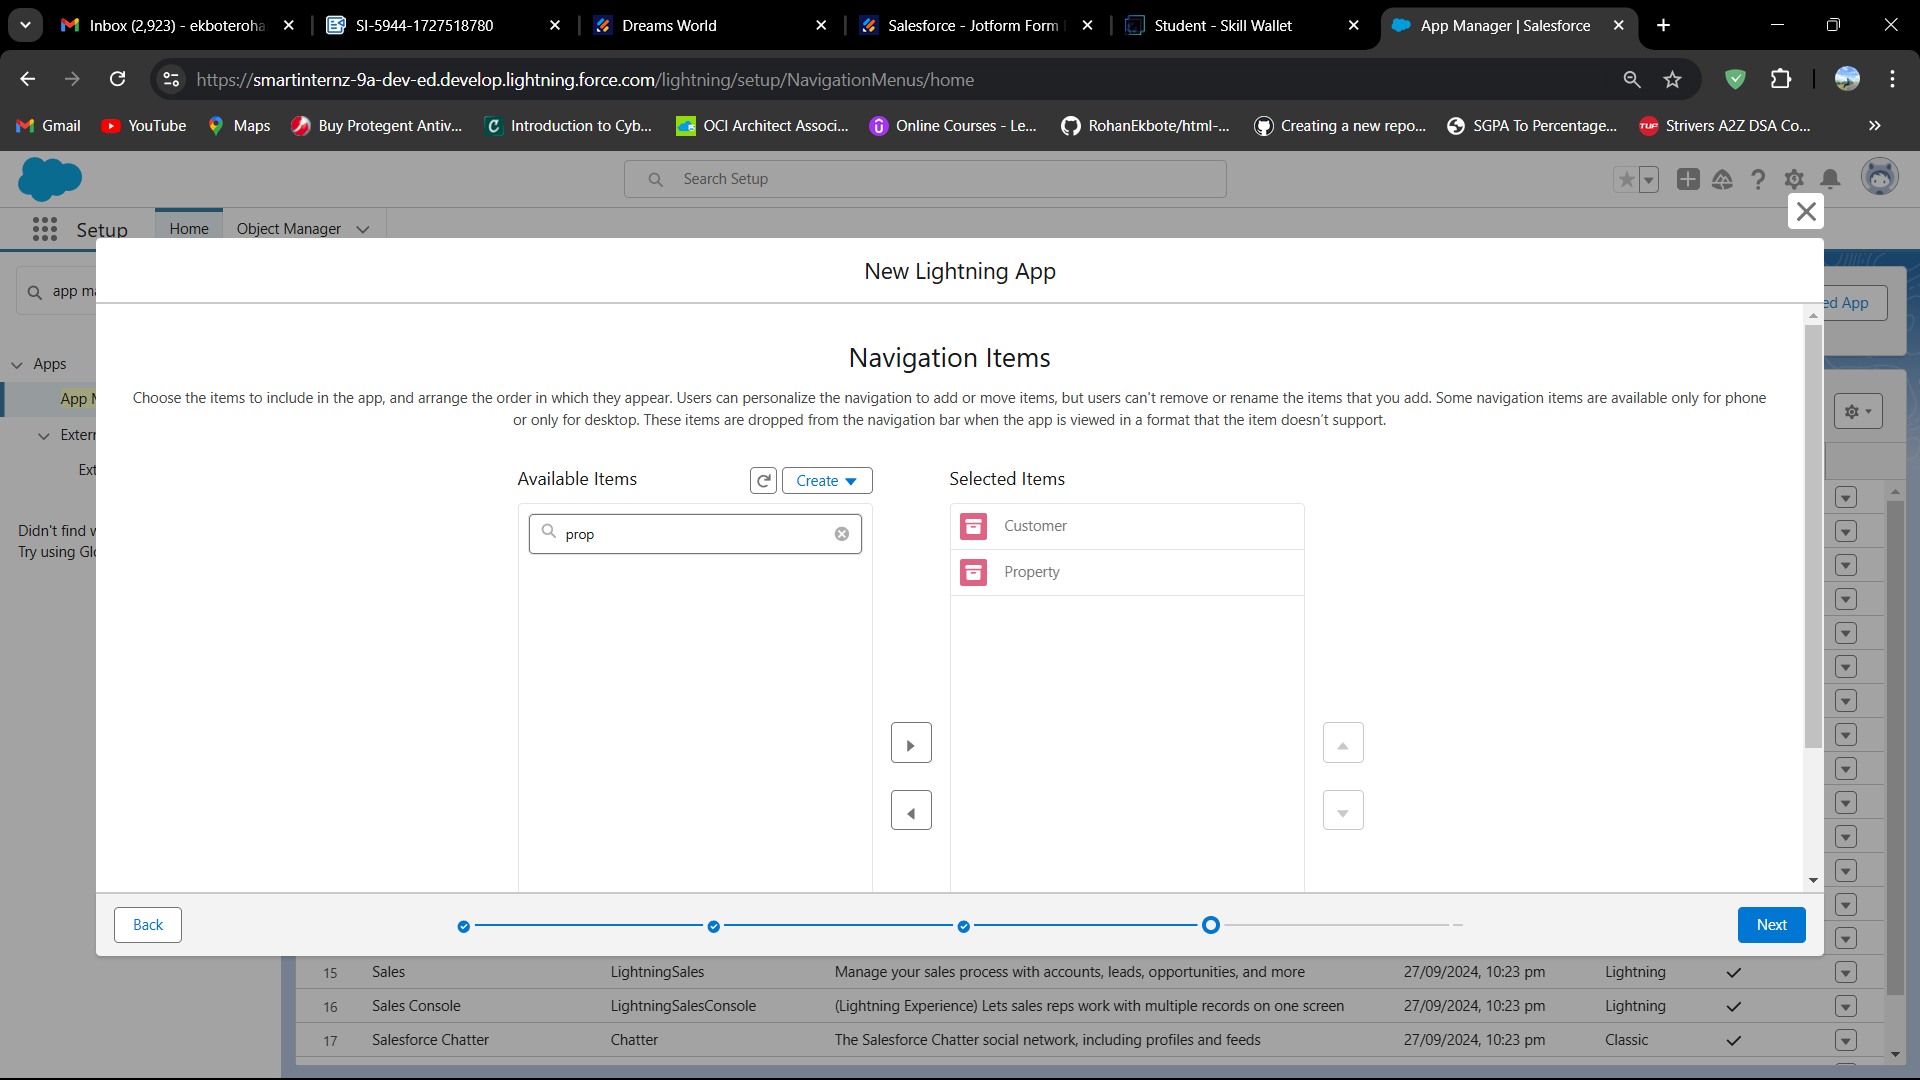 Inbox (2,923) - ekboteroha
SI-5944-1727518780
Dreams World
Salesforce - Jotform Form
Student - Skill Wallet
App Manager | Salesforce
https://smartinternz-9a-dev-ed.develop.lightning.force.com/lightning/setup/NavigationMenus/home
Gmail
YouTube
Maps
Buy Protegent Antiv...
Introduction to Cyb...
OCI Architect Associ...
Online Courses - Le...
RohanEkbote/html-...
Creating a new repo...
SGPA To Percentage...
Strivers A2Z DSA Co...
Search Setup
Setup
Home
Object Manager
New Lightning App
app ma
ed App
Navigation Items
Apps
Choose the items to include in the app, and arrange the order in which they appear. Users can personalize the navigation to add or move items, but users can't remove or rename the items that you add. Some navigation items are available only for phone
App M
or only for desktop. These items are dropped from the navigation bar when the app is viewed in a format that the item doesn't support.
Extern
Ext
Available Items
Create
Selected Items
Didn't find w
Try using Glo
prop
Customer
Property
Back
Next
15 Sales LightningSales Manage your sales process with accounts, leads, opportunities, and more 27/09/2024, 10:23 pm Lightning
16 Sales Console LightningSalesConsole (Lightning Experience) Lets sales reps work with multiple records on one screen 27/09/2024, 10:23 pm Lightning
17 Salesforce Chatter Chatter The Salesforce Chatter social network, including profiles and feeds 27/09/2024, 10:23 pm Classic